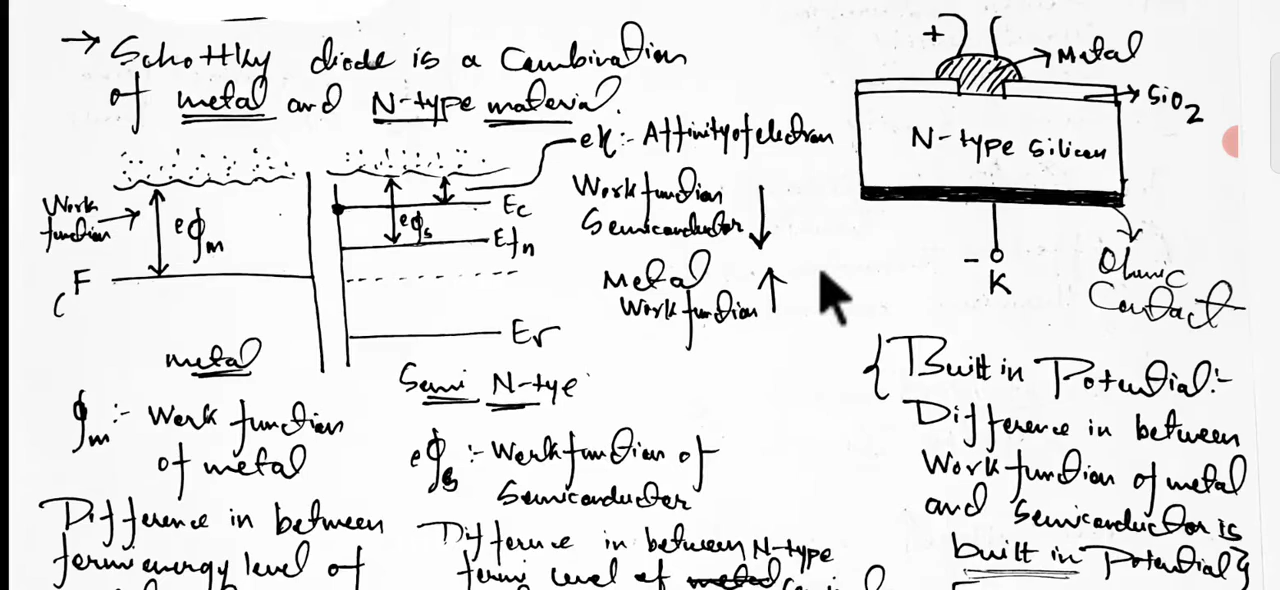 → Schottky diode is a Combination
of metal and N-type material.
eχ:- Affinity of electron
Work function
eϕm
F
C
Ec
eϕs
Efn
Ev
metal
Semi N-tye
Work function
Semiconductor ↓
Metal
Work function ↑
ϕm :- Work function
of metal
Difference in between
fermi energy level of
eϕs :- Work function of
Semiconductor
Difference in between N-type
fermi level of
+
Metal
SiO2
N-type silicon
-
K
Ohmic
Contact
{ Built in Potential:-
Difference in between
Work function of metal
and Semiconductor is
built in Potential}